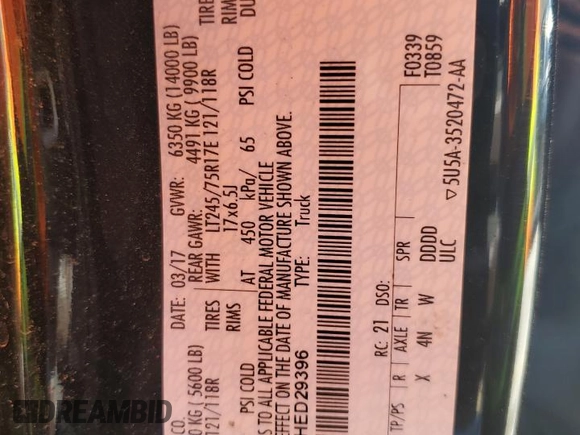 CO. DATE: 03/17 GVWR: 6350 KG (14000 LB)
0 KG ( 5600 LB) REAR GAWR: 4491 KG ( 9900 LB)
121/118R TIRES WITH LT245/75R17E 121/118R TIRE
RIMS 17x6.5J RIMS
PSI COLD AT 450 kPa/ 65 PSI COLD DU
S TO ALL APPLICABLE FEDERAL MOTOR VEHICLE
EFFECT ON THE DATE OF MANUFACTURE SHOWN ABOVE.
TYPE: Truck
HED29396
RC: 21 DSO: F0339
T0859
TP/PS R AXLE TR SPR
X 4N W DDDD
ULC ▽5U5A-3520472-AA
DREAMBID